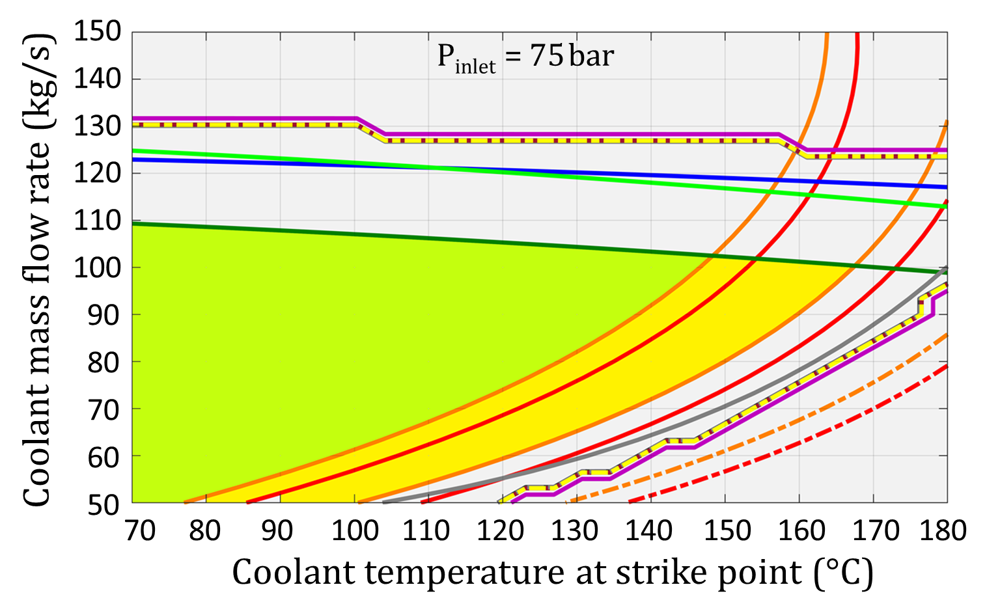 P_inlet = 75 bar
Coolant mass flow rate (kg/s)
150
140
130
120
110
100
90
80
70
60
50
70 80 90 100 110 120 130 140 150 160 170 180
Coolant temperature at strike point (°C)